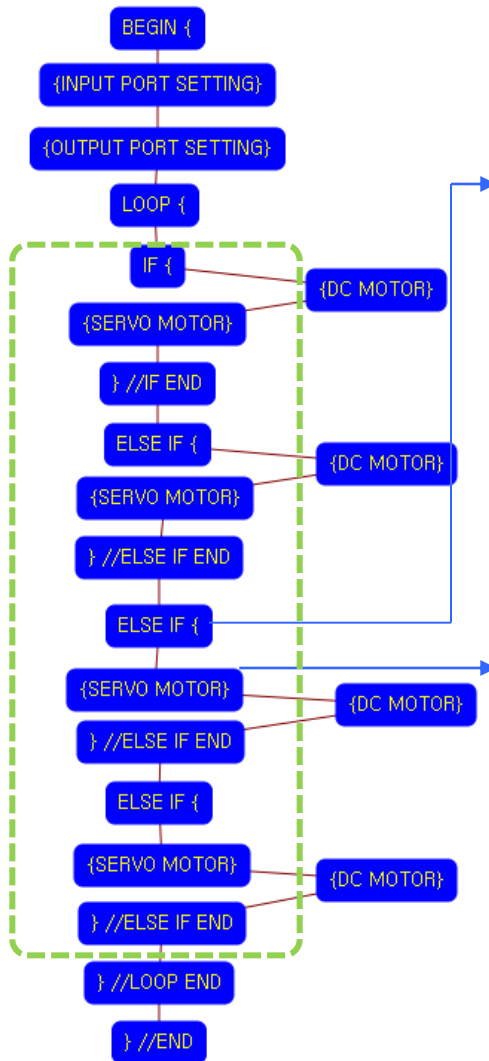 BEGIN {
{INPUT PORT SETTING}
{OUTPUT PORT SETTING}
LOOP {
IF {
{DC MOTOR}
{SERVO MOTOR}
} //IF END
ELSE IF {
{DC MOTOR}
{SERVO MOTOR}
} //ELSE IF END
ELSE IF {
{SERVO MOTOR}
{DC MOTOR}
} //ELSE IF END
ELSE IF {
{SERVO MOTOR}
{DC MOTOR}
} //ELSE IF END
} //LOOP END
} //END